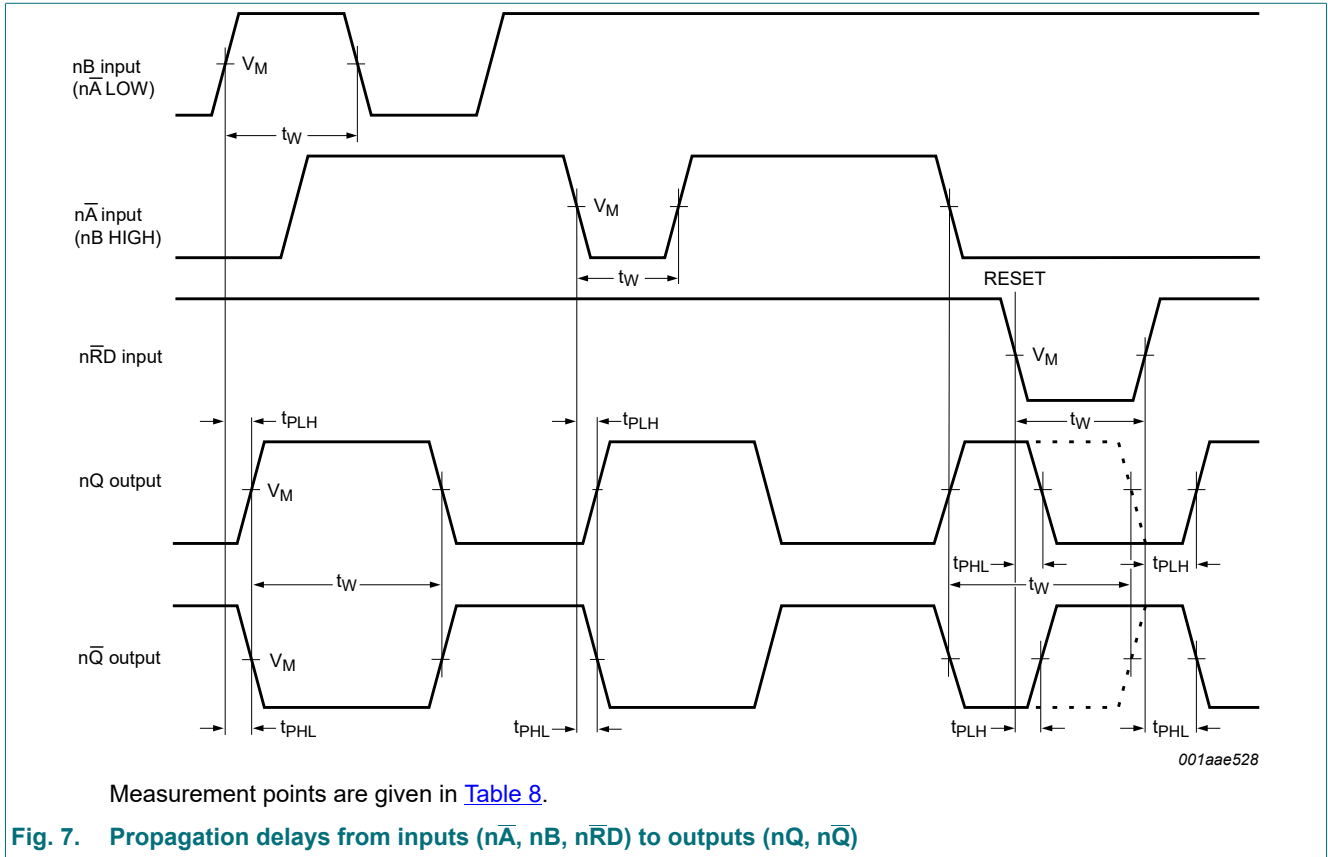 nB input
(nA̅ LOW)
V_M
t_W
nA̅ input
(nB HIGH)
V_M
t_W
RESET
nR̅D input
V_M
t_W
t_PLH
t_PLH
nQ output
V_M
t_PHL
t_PLH
t_W
t_W
nQ̅ output
V_M
t_PHL
t_PHL
t_PLH
t_PHL
001aae528
Measurement points are given in Table 8.
Fig. 7. Propagation delays from inputs (nA̅, nB, nR̅D) to outputs (nQ, nQ̅)